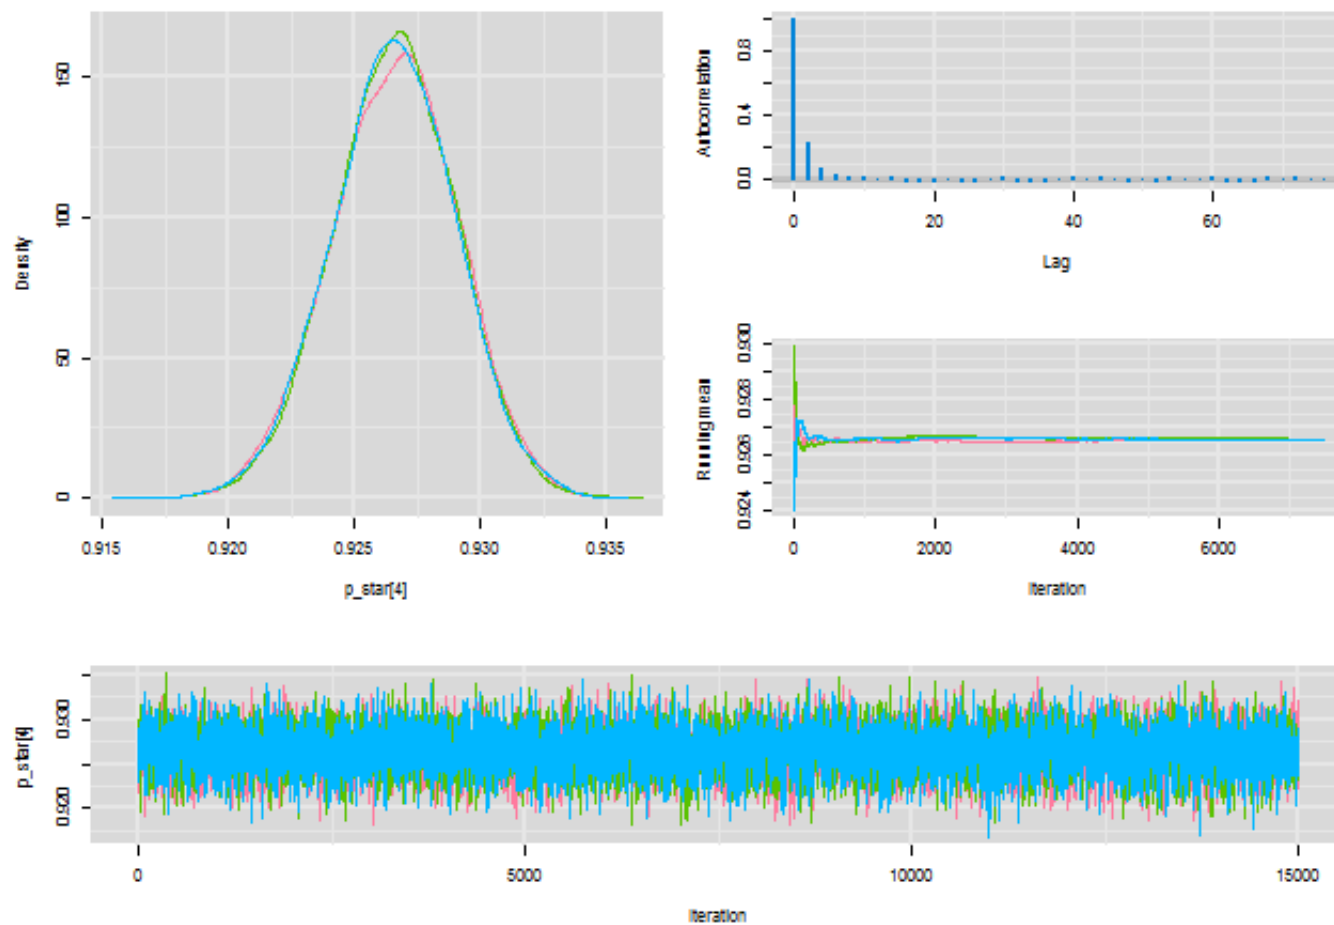 150
100
50
0
Density
0.915 0.920 0.925 0.930 0.935
p_star[4]
0.8
0.4
0.0
Autocorrelation
0 20 40 60
Lag
0.930
0.928
0.926
0.924
Running mean
0 2000 4000 6000
Iteration
0.930
0.920
p_star[4]
0 5000 10000 15000
Iteration